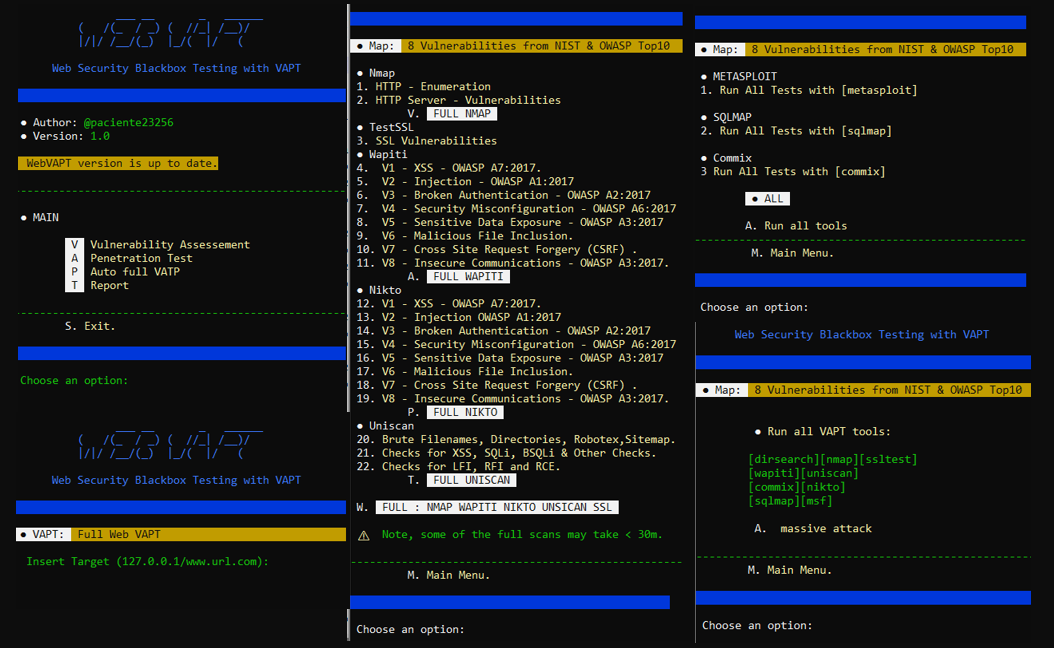 Web Security Blackbox Testing with VAPT
● Author: @paciente23256
● Version: 1.0
WebVAPT version is up to date.
● MAIN
V Vulnerability Assessement
A Penetration Test
P Auto full VATP
T Report
S. Exit.
Choose an option:
Web Security Blackbox Testing with VAPT
● VAPT: Full Web VAPT
Insert Target (127.0.0.1/www.url.com):
● Map: 8 Vulnerabilities from NIST & OWASP Top10
● Nmap
1. HTTP - Enumeration
2. HTTP Server - Vulnerabilities
V. FULL NMAP
● TestSSL
3. SSL Vulnerabilities
● Wapiti
4. V1 - XSS - OWASP A7:2017.
5. V2 - Injection - OWASP A1:2017
6. V3 - Broken Authentication - OWASP A2:2017
7. V4 - Security Misconfiguration - OWASP A6:2017
8. V5 - Sensitive Data Exposure - OWASP A3:2017
9. V6 - Malicious File Inclusion.
10. V7 - Cross Site Request Forgery (CSRF) .
11. V8 - Insecure Communications - OWASP A3:2017.
A. FULL WAPITI
● Nikto
12. V1 - XSS - OWASP A7:2017.
13. V2 - Injection OWASP A1:2017
14. V3 - Broken Authentication - OWASP A2:2017
15. V4 - Security Misconfiguration - OWASP A6:2017
16. V5 - Sensitive Data Exposure - OWASP A3:2017
17. V6 - Malicious File Inclusion.
18. V7 - Cross Site Request Forgery (CSRF) .
19. V8 - Insecure Communications - OWASP A3:2017.
P. FULL NIKTO
● Uniscan
20. Brute Filenames, Directories, Robotex,Sitemap.
21. Checks for XSS, SQLi, BSQLi & Other Checks.
22. Checks for LFI, RFI and RCE.
T. FULL UNISCAN
W. FULL : NMAP WAPITI NIKTO UNSICAN SSL
⚠ Note, some of the full scans may take < 30m.
M. Main Menu.
Choose an option:
● Map: 8 Vulnerabilities from NIST & OWASP Top10
● METASPLOIT
1. Run All Tests with [metasploit]
● SQLMAP
2. Run All Tests with [sqlmap]
● Commix
3 Run All Tests with [commix]
● ALL
A. Run all tools
M. Main Menu.
Choose an option:
Web Security Blackbox Testing with VAPT
● Map: 8 Vulnerabilities from NIST & OWASP Top10
● Run all VAPT tools:
[dirsearch][nmap][ssltest]
[wapiti][uniscan]
[commix][nikto]
[sqlmap][msf]
A. massive attack
M. Main Menu.
Choose an option: